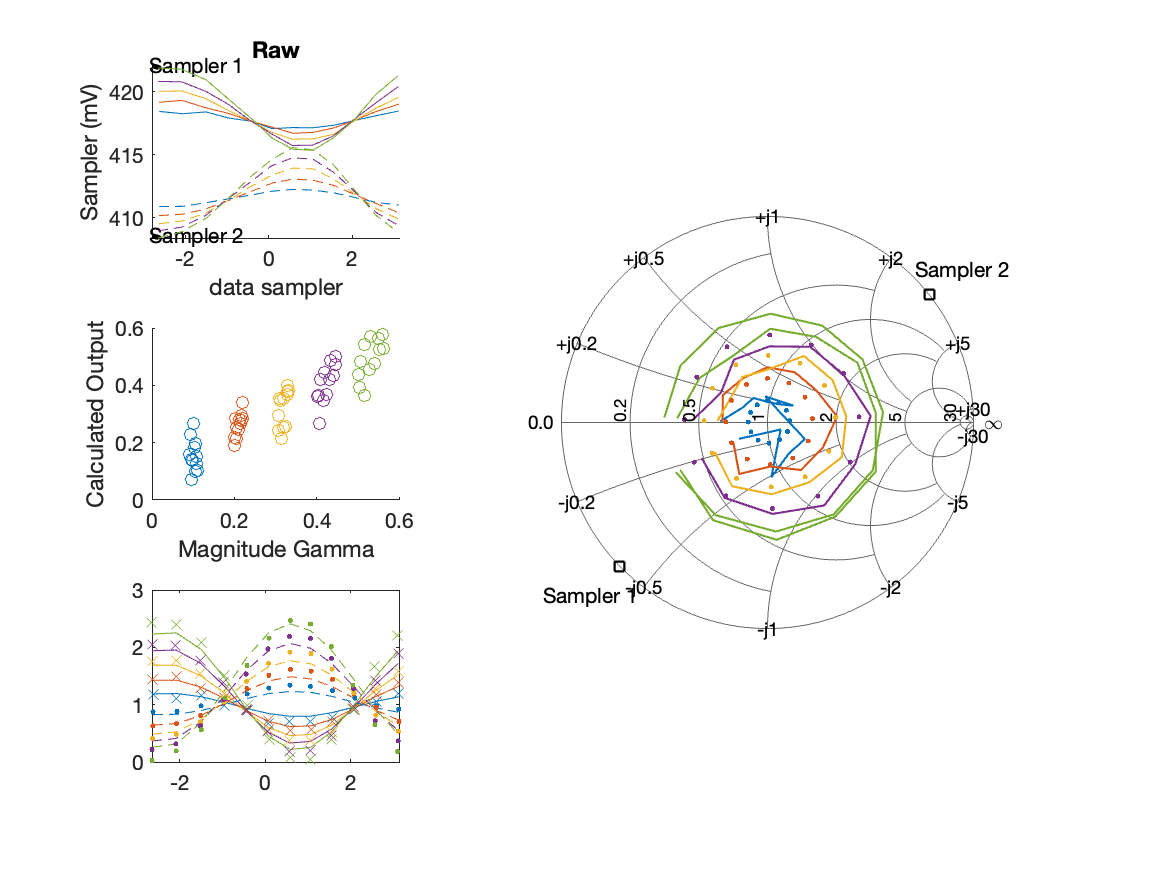 Raw
Sampler 1
420
415
410
Sampler (mV)
Sampler 2
-2
0
2
data sampler
0.6
0.4
0.2
0
Calculated Output
0
0.2
0.4
0.6
Magnitude Gamma
3
2
1
0
-2
0
2
+j1
+j0.5
+j2
Sampler 2
+j0.2
+j5
0.0
0.2
0.5
1
2
5
30
+j30
-j30
∞
-j0.2
-j5
Sampler 1
-j0.5
-j2
-j1